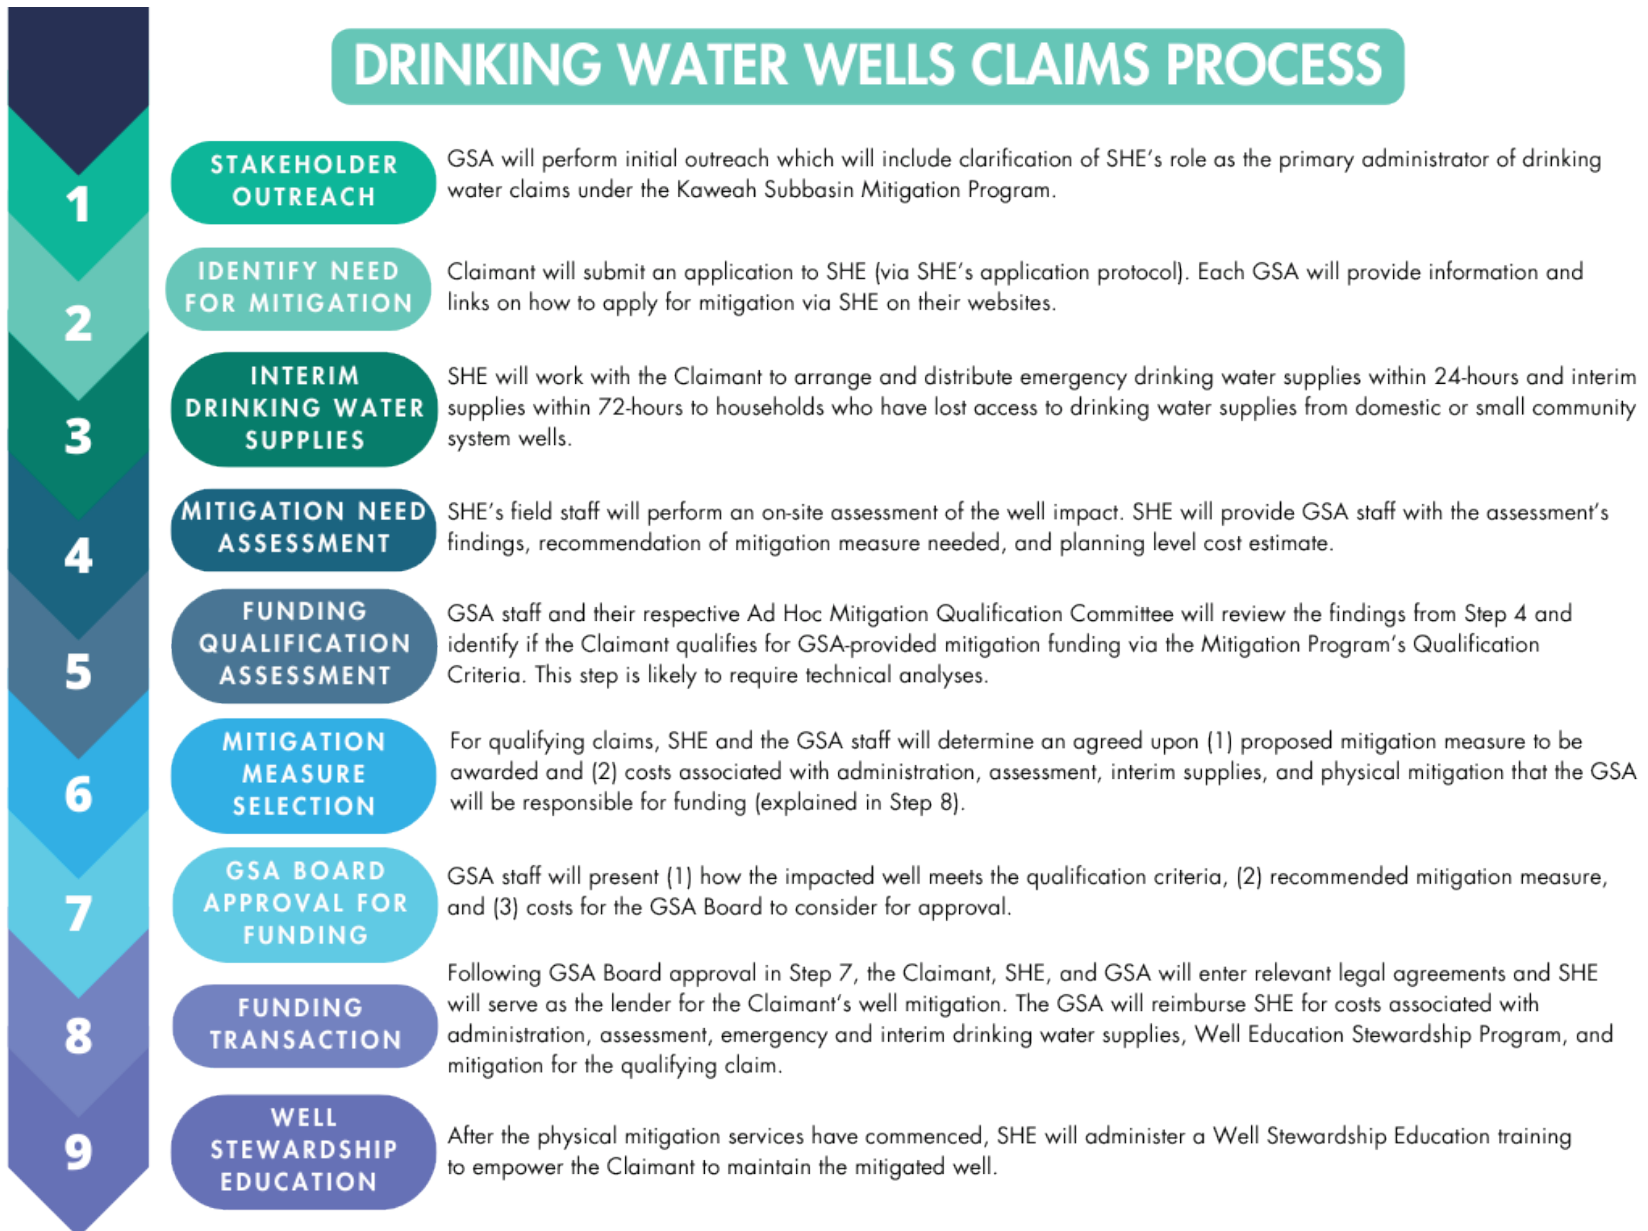 DRINKING WATER WELLS CLAIMS PROCESS
1
STAKEHOLDER
OUTREACH
GSA will perform initial outreach which will include clarification of SHE's role as the primary administrator of drinking
water claims under the Kaweah Subbasin Mitigation Program.
2
IDENTIFY NEED
FOR MITIGATION
Claimant will submit an application to SHE (via SHE's application protocol). Each GSA will provide information and
links on how to apply for mitigation via SHE on their websites.
3
INTERIM
DRINKING WATER
SUPPLIES
SHE will work with the Claimant to arrange and distribute emergency drinking water supplies within 24-hours and interim
supplies within 72-hours to households who have lost access to drinking water supplies from domestic or small community
system wells.
4
MITIGATION NEED
ASSESSMENT
SHE's field staff will perform an on-site assessment of the well impact. SHE will provide GSA staff with the assessment's
findings, recommendation of mitigation measure needed, and planning level cost estimate.
5
FUNDING
QUALIFICATION
ASSESSMENT
GSA staff and their respective Ad Hoc Mitigation Qualification Committee will review the findings from Step 4 and
identify if the Claimant qualifies for GSA-provided mitigation funding via the Mitigation Program's Qualification
Criteria. This step is likely to require technical analyses.
6
MITIGATION
MEASURE
SELECTION
For qualifying claims, SHE and the GSA staff will determine an agreed upon (1) proposed mitigation measure to be
awarded and (2) costs associated with administration, assessment, interim supplies, and physical mitigation that the GSA
will be responsible for funding (explained in Step 8).
7
GSA BOARD
APPROVAL FOR
FUNDING
GSA staff will present (1) how the impacted well meets the qualification criteria, (2) recommended mitigation measure,
and (3) costs for the GSA Board to consider for approval.
8
FUNDING
TRANSACTION
Following GSA Board approval in Step 7, the Claimant, SHE, and GSA will enter relevant legal agreements and SHE
will serve as the lender for the Claimant's well mitigation. The GSA will reimburse SHE for costs associated with
administration, assessment, emergency and interim drinking water supplies, Well Education Stewardship Program, and
mitigation for the qualifying claim.
9
WELL
STEWARDSHIP
EDUCATION
After the physical mitigation services have commenced, SHE will administer a Well Stewardship Education training
to empower the Claimant to maintain the mitigated well.